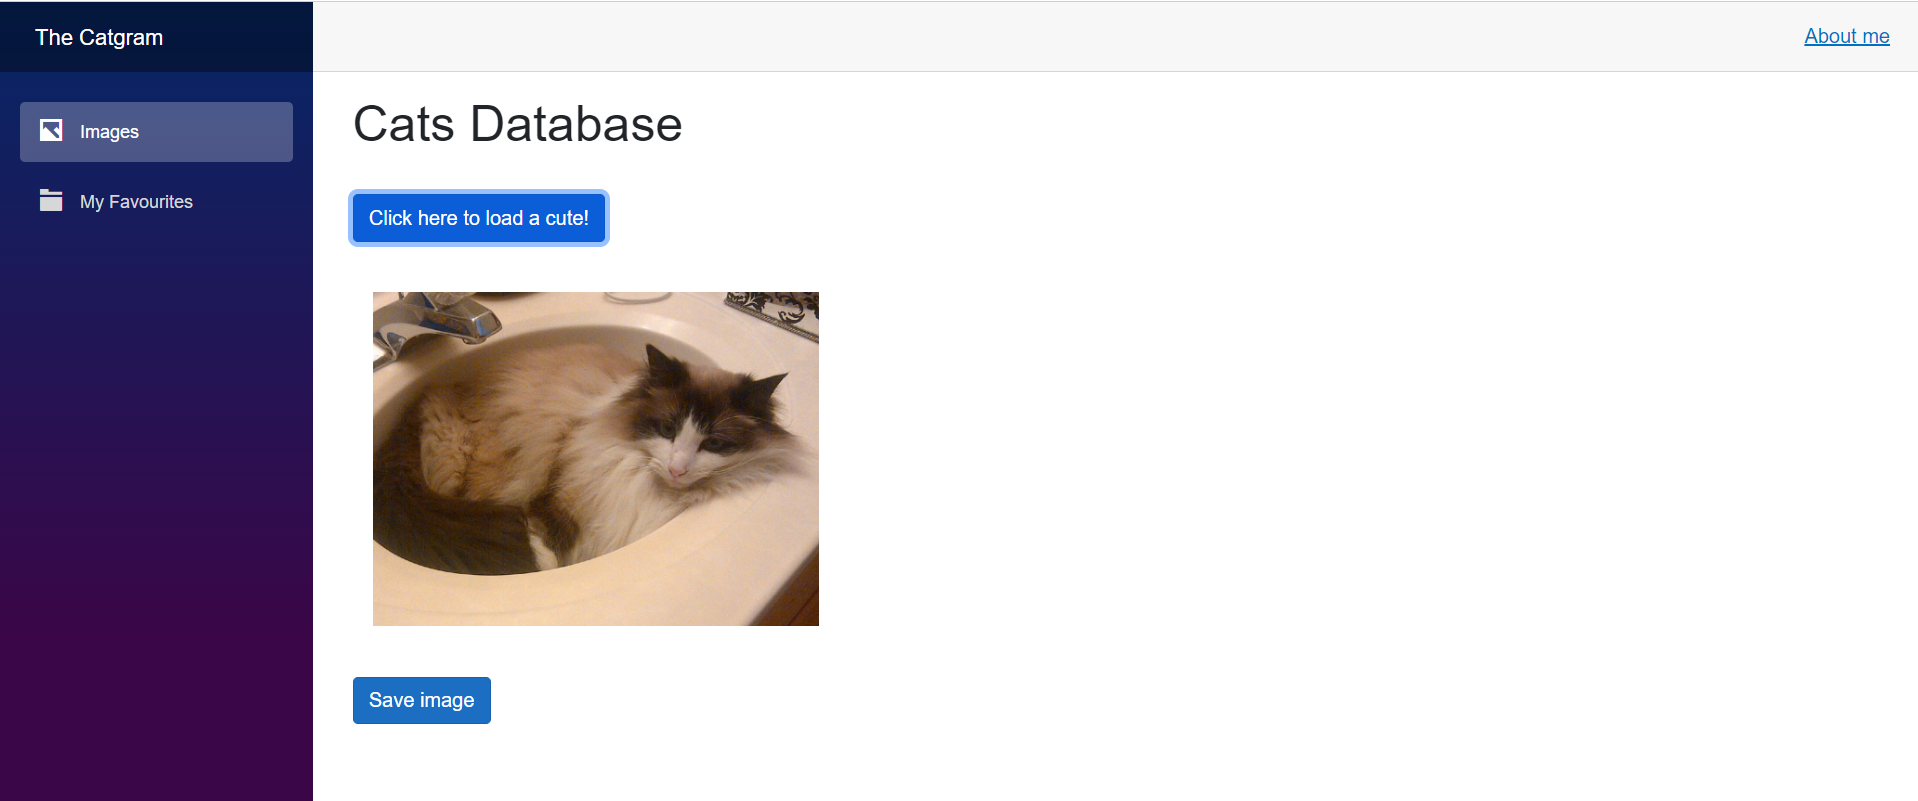 The Catgram
About me
Images
My Favourites
Cats Database
Click here to load a cute!
Save image